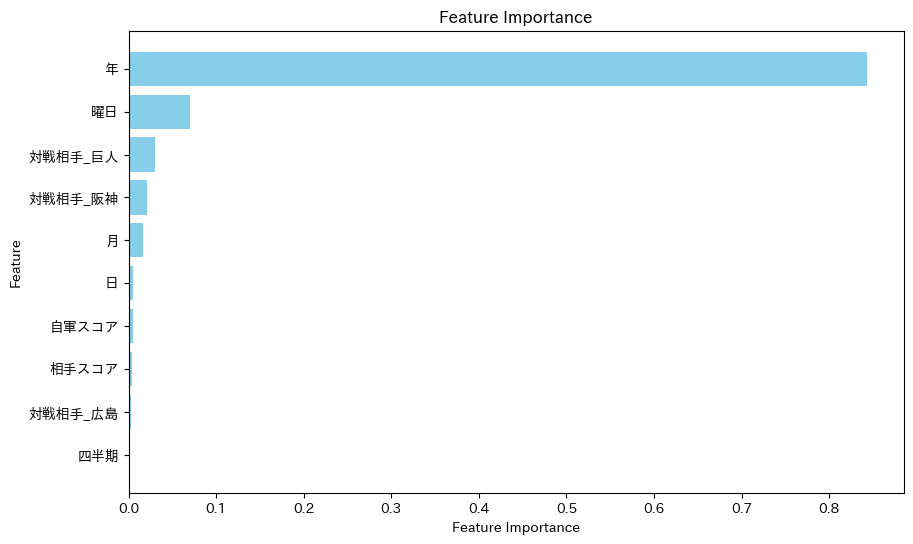 Feature Importance
年
曜日
対戦相手_巨人
対戦相手_阪神
月
日
自軍スコア
相手スコア
対戦相手_広島
四半期
Feature
0.0 0.1 0.2 0.3 0.4 0.5 0.6 0.7 0.8
Feature Importance